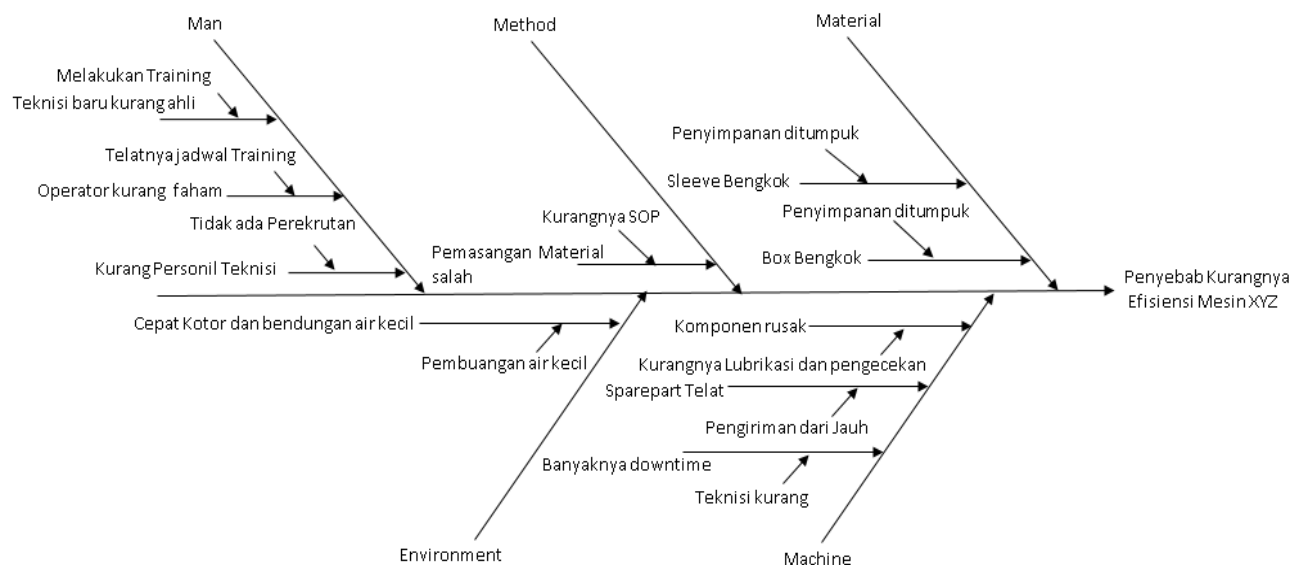 Man
Method
Material
Melakukan Training
Teknisi baru kurang ahli
Telatnya jadwal Training
Operator kurang faham
Tidak ada Perekrutan
Kurang Personil Teknisi
Kurangnya SOP
Pemasangan Material
salah
Penyimpanan ditumpuk
Sleeve Bengkok
Penyimpanan ditumpuk
Box Bengkok
Penyebab Kurangnya
Efisiensi Mesin XYZ
Cepat Kotor dan bendungan air kecil
Pembuangan air kecil
Komponen rusak
Kurangnya Lubrikasi dan pengecekan
Sparepart Telat
Pengiriman dari Jauh
Banyaknya downtime
Teknisi kurang
Environment
Machine